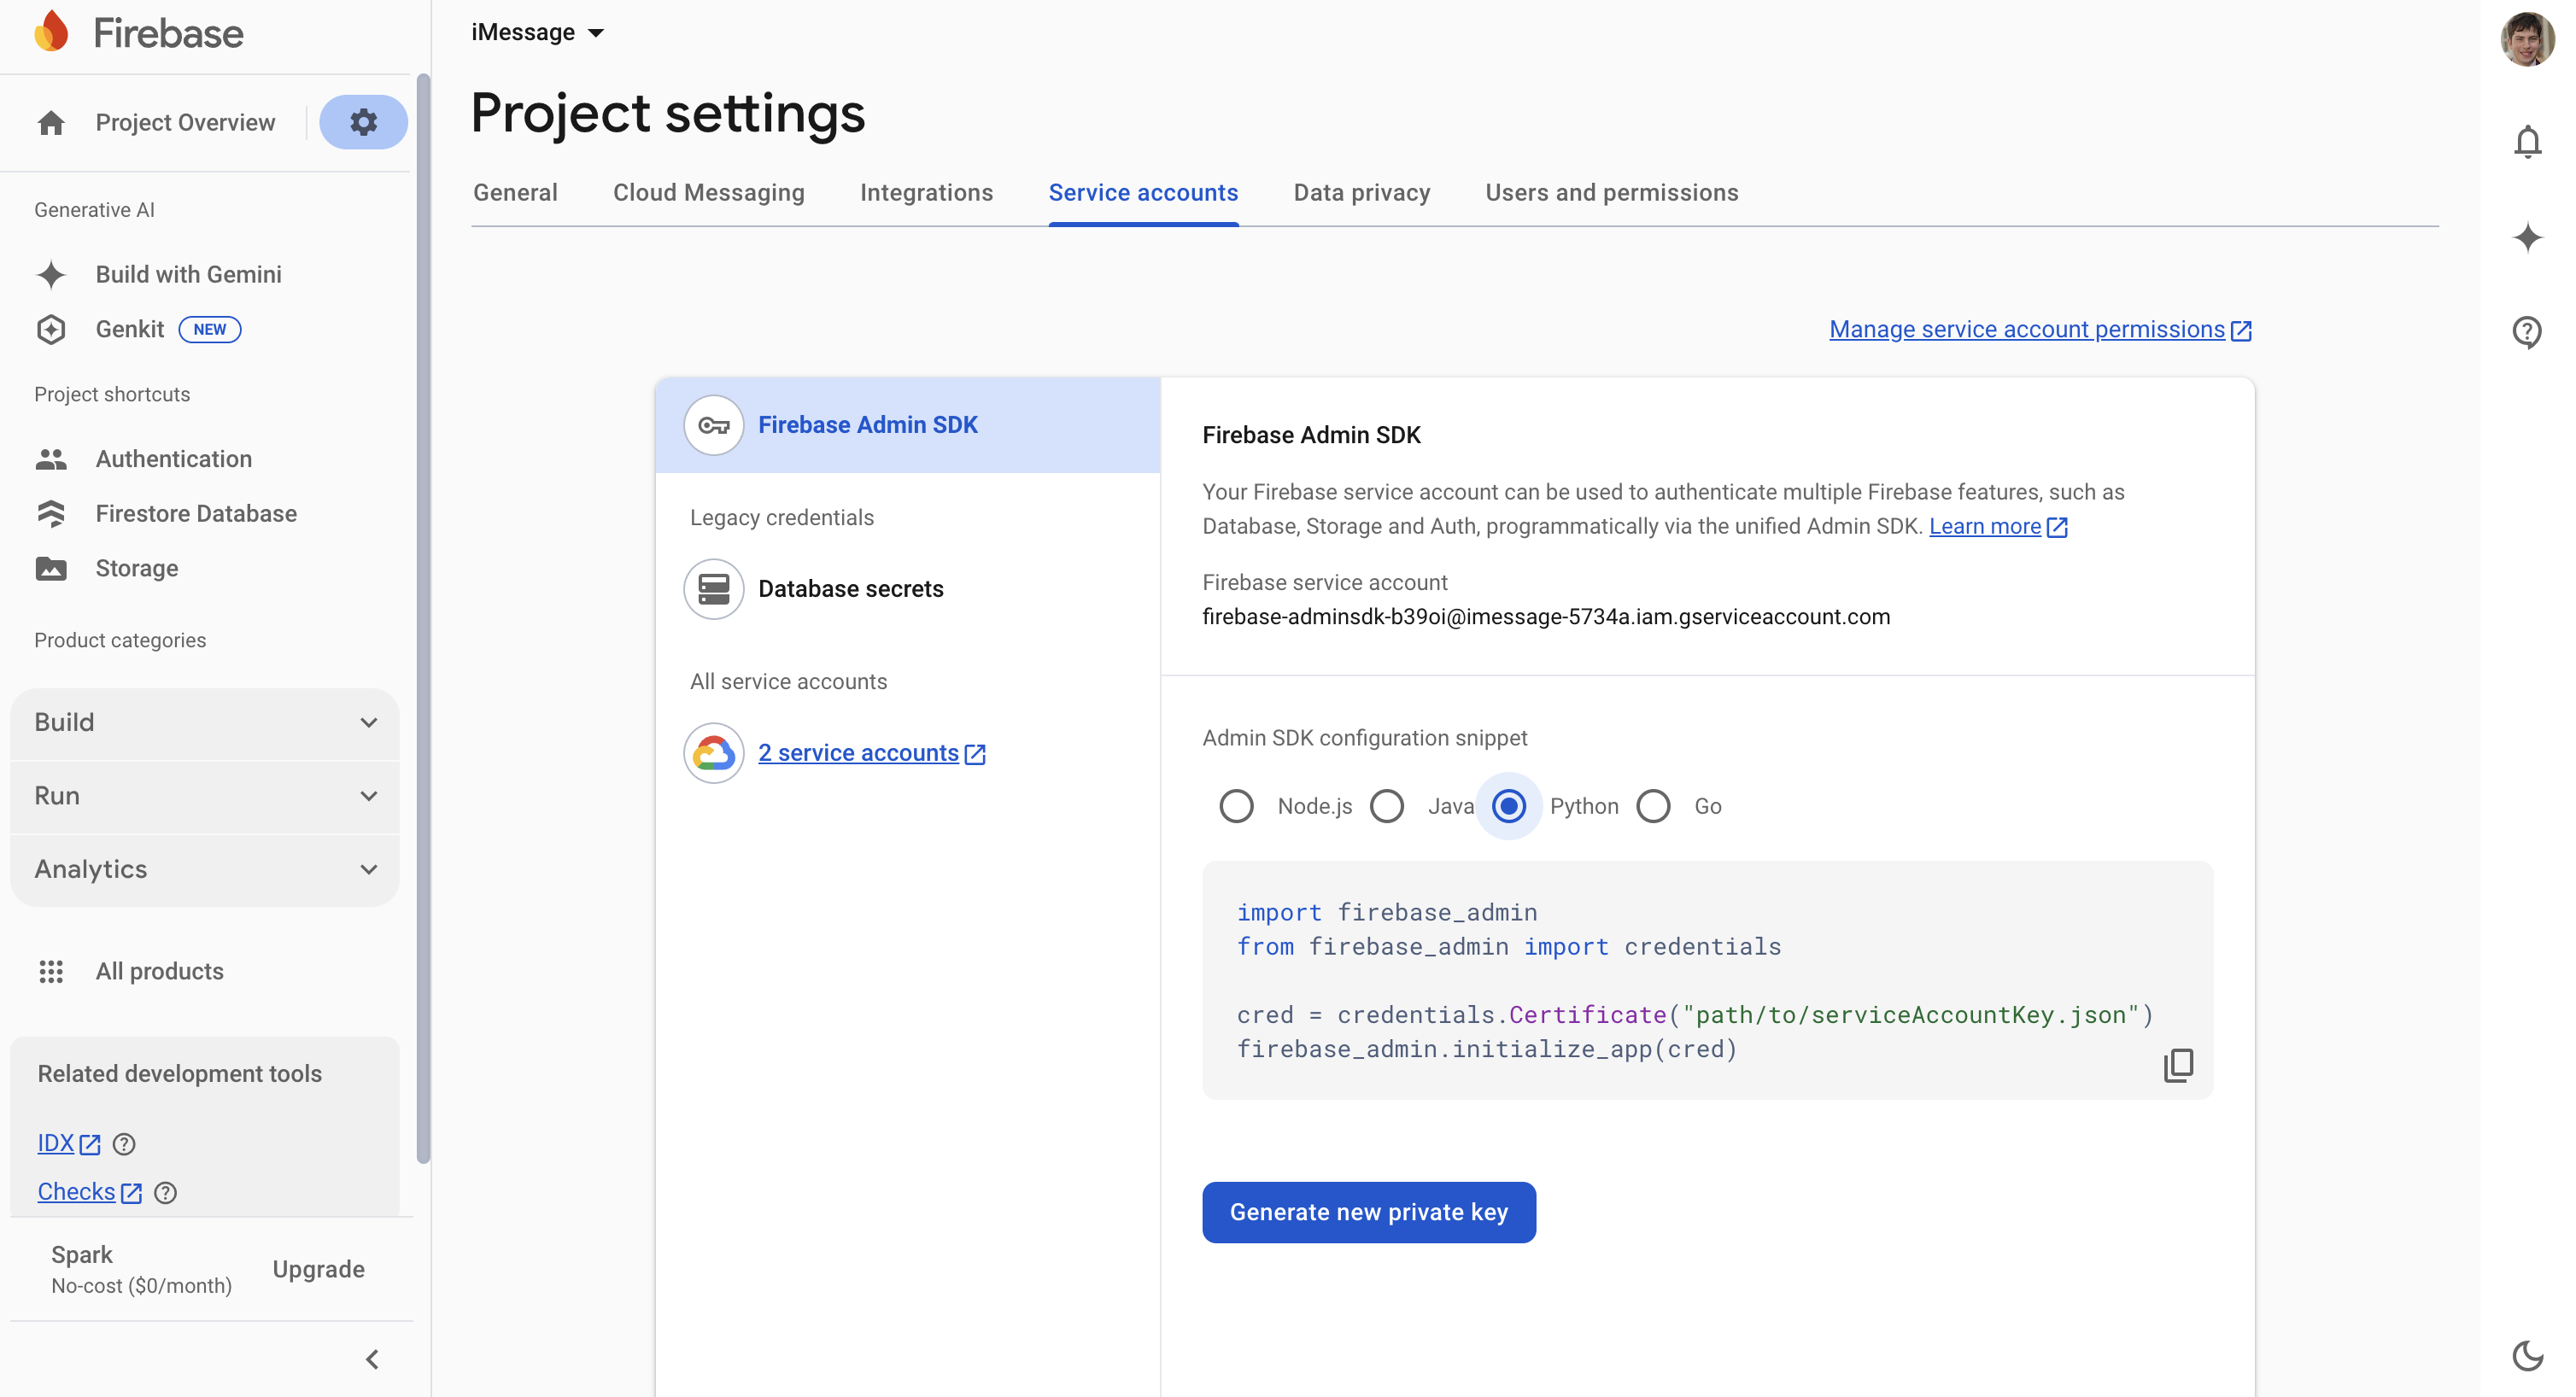 Firebase
Project Overview
Generative AI
Build with Gemini
Genkit NEW
Project shortcuts
Authentication
Firestore Database
Storage
Product categories
Build
Run
Analytics
All products
Related development tools
IDX
Checks
Spark
No-cost ($0/month)
Upgrade
iMessage
Project settings
General Cloud Messaging Integrations Service accounts Data privacy Users and permissions
Manage service account permissions
Firebase Admin SDK
Legacy credentials
Database secrets
All service accounts
2 service accounts
Firebase Admin SDK
Your Firebase service account can be used to authenticate multiple Firebase features, such as
Database, Storage and Auth, programmatically via the unified Admin SDK. Learn more
Firebase service account
firebase-adminsdk-b39oi@imessage-5734a.iam.gserviceaccount.com
Admin SDK configuration snippet
Node.js Java Python Go
import firebase_admin
from firebase_admin import credentials
cred = credentials.Certificate("path/to/serviceAccountKey.json")
firebase_admin.initialize_app(cred)
Generate new private key